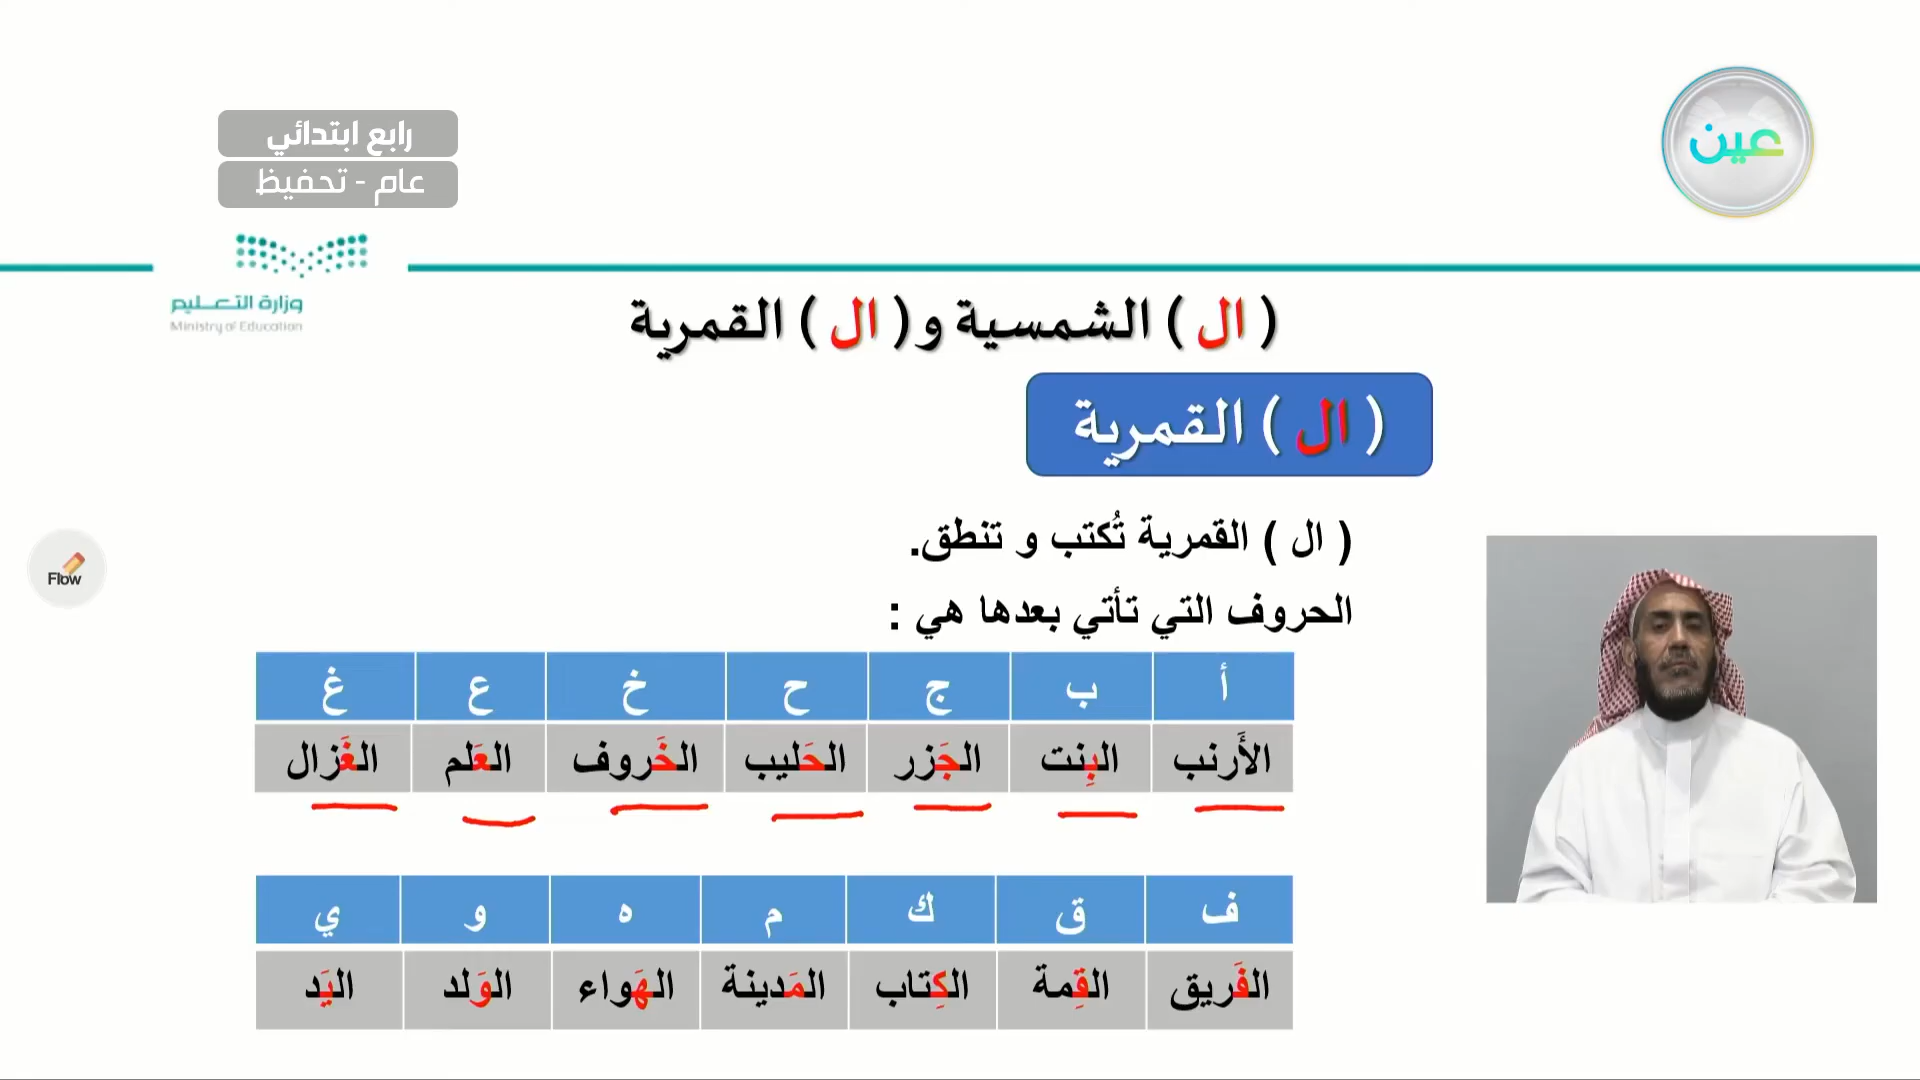 عين
رابع ابتدائي
عام - تحفيظ
وزارة التعليم
Ministry of Education
( ال ) الشمسية و ( ال ) القمرية
( ال ) القمرية
( ال ) القمرية تُكتب و تنطق.
الحروف التي تأتي بعدها هي :
أ ب ج ح خ ع غ
الأَرنب البِنت الجَزر الحَليب الخَروف العَلم الغَزال
ف ق ك م ه و ي
الفَريق القِمة الكِتاب المَدينة الهَواء الوَلد اليَد
Flow